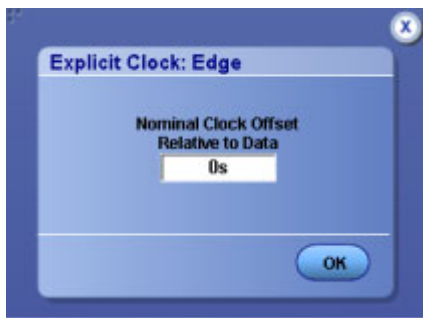 X
Explicit Clock: Edge
Nominal Clock Offset
Relative to Data
0s
OK